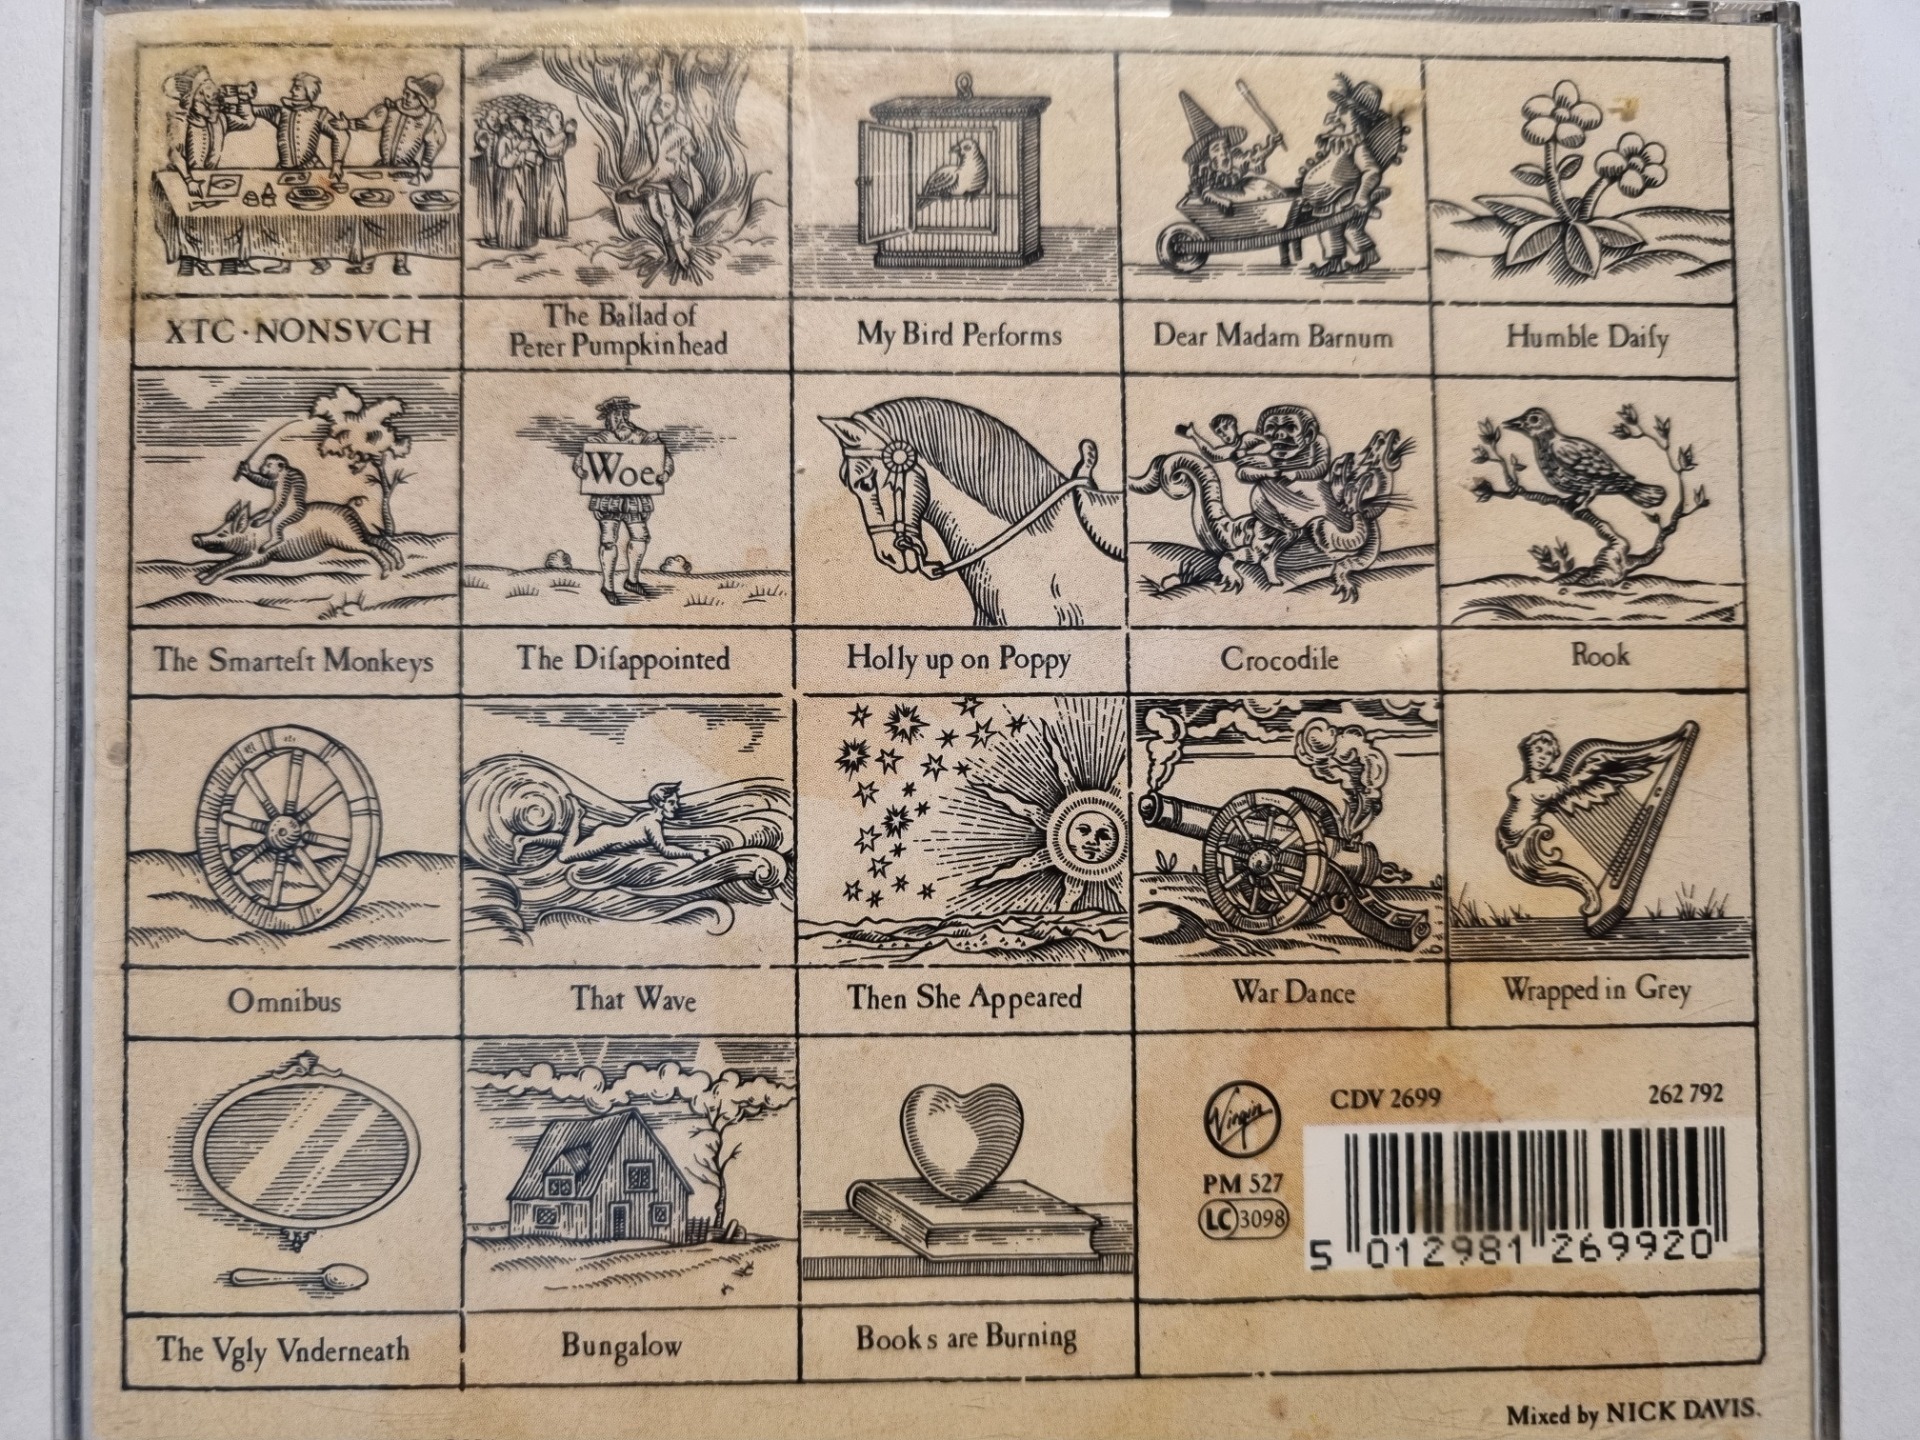 XTC · NONSVCH
The Ballad of
Peter Pumpkinhead
My Bird Performs
Dear Madam Barnum
Humble Daiſy
Woe
The Smarteſt Monkeys
The Diſappointed
Holly up on Poppy
Crocodile
Rook
Omnibus
That Wave
Then She Appeared
War Dance
Wrapped in Grey
The Vgly Vnderneath
Bungalow
Books are Burning
Virgin
CDV 2699
262 792
PM 527
LC 3098
5 012981 269920
Mixed by NICK DAVIS.